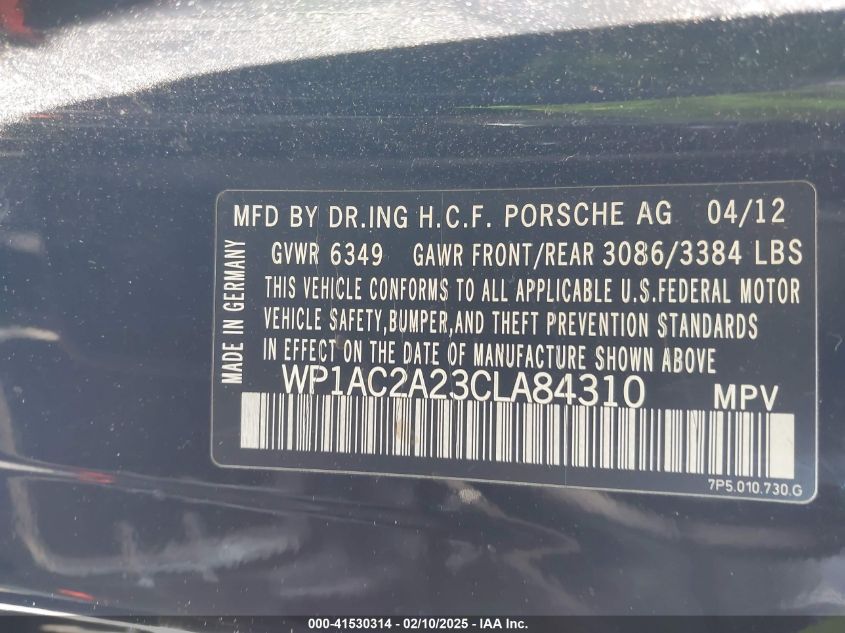 MFD BY DR.ING H.C.F. PORSCHE AG 04/12
GVWR 6349 GAWR FRONT/REAR 3086/3384 LBS
THIS VEHICLE CONFORMS TO ALL APPLICABLE U.S.FEDERAL MOTOR
VEHICLE SAFETY,BUMPER,AND THEFT PREVENTION STANDARDS
IN EFFECT ON THE DATE OF MANUFACTURE SHOWN ABOVE
MADE IN GERMANY
WP1AC2A23CLA84310 MPV
7P5.010.730.G
000-41530314 / 02/10/2025 - IAA Inc.